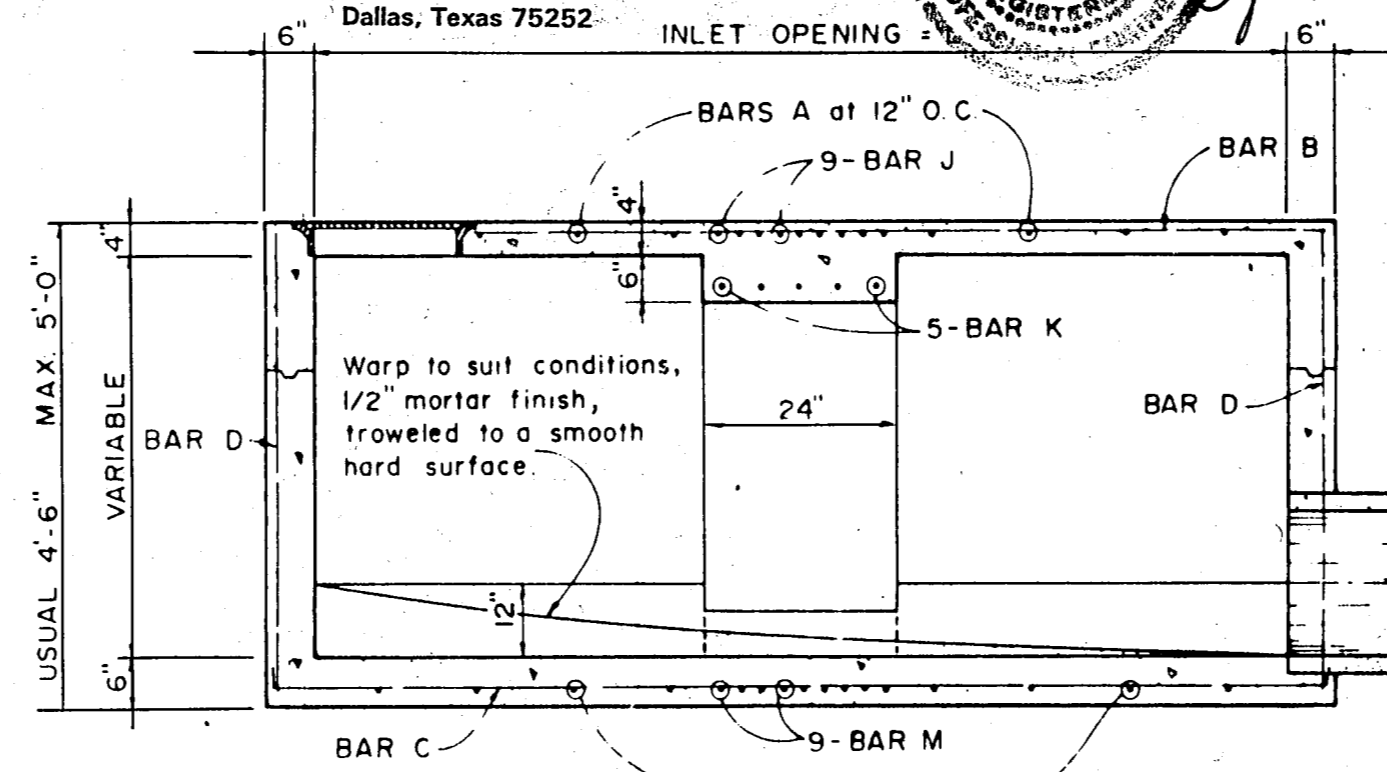 Dallas, Texas 75252
6"
INLET OPENING =
6"
BARS A at 12" O.C.
9-BAR J
BAR B
4"
4"
6"
5-BAR K
USUAL 4'-6" MAX. 5'-0"
VARIABLE
Warp to suit conditions,
1/2" mortar finish,
troweled to a smooth
hard surface.
24"
BAR D
BAR D
12"
6"
BAR C
9-BAR M